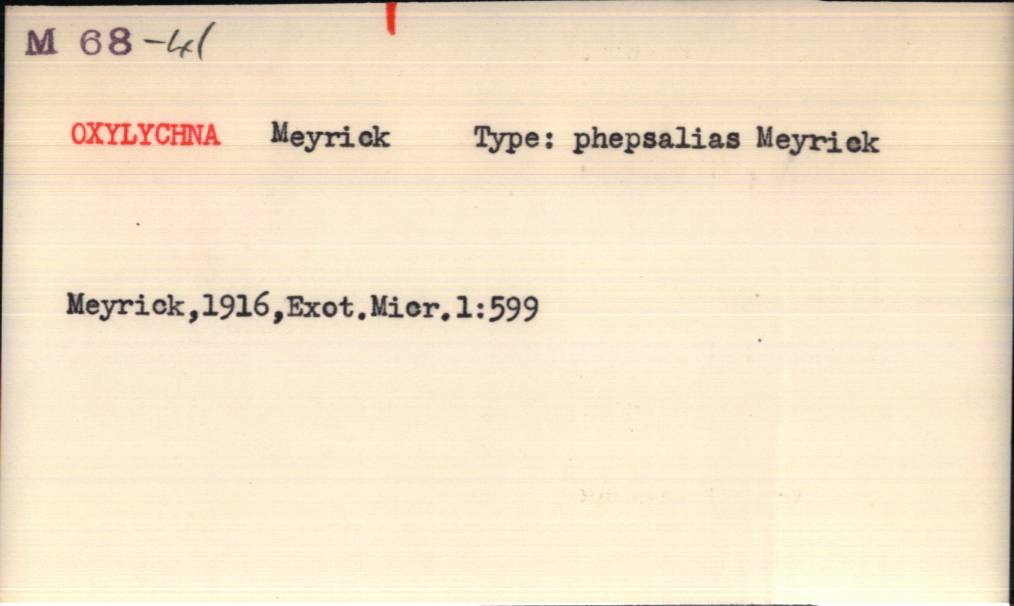 M 68-41
OXYLYCHNA Meyrick Type: phepsalias Meyrick
Meyrick,1916,Exot.Micr.1:599